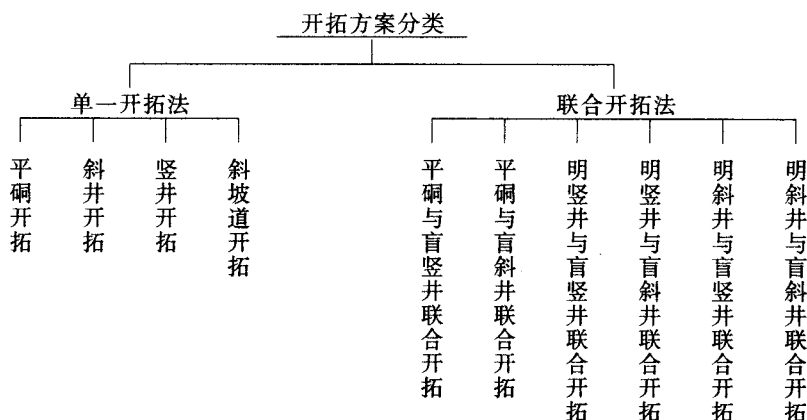 开拓方案分类
单一开拓法
联合开拓法
平硐开拓
斜井开拓
竖井开拓
斜坡道开拓
平硐与盲竖井联合开拓
平硐与盲斜井联合开拓
明竖井与盲竖井联合开拓
明竖井与盲斜井联合开拓
明斜井与盲竖井联合开拓
明斜井与盲斜井联合开拓